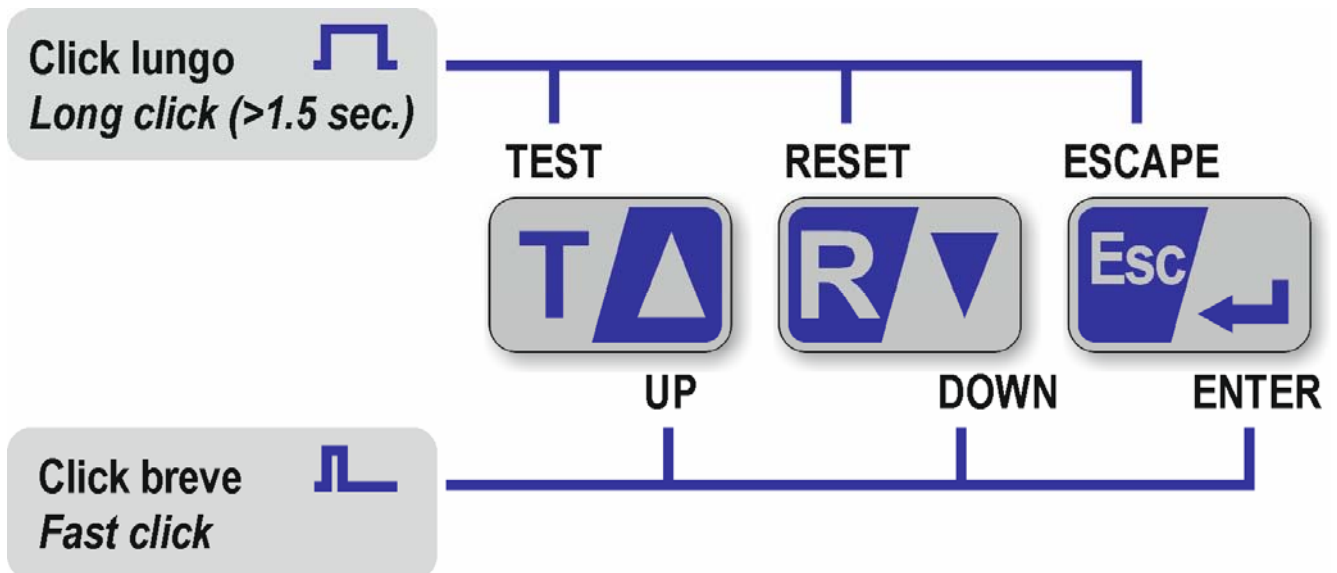 Click lungo
Long click (>1.5 sec.)
TEST RESET ESCAPE
T R Esc
UP DOWN ENTER
Click breve
Fast click